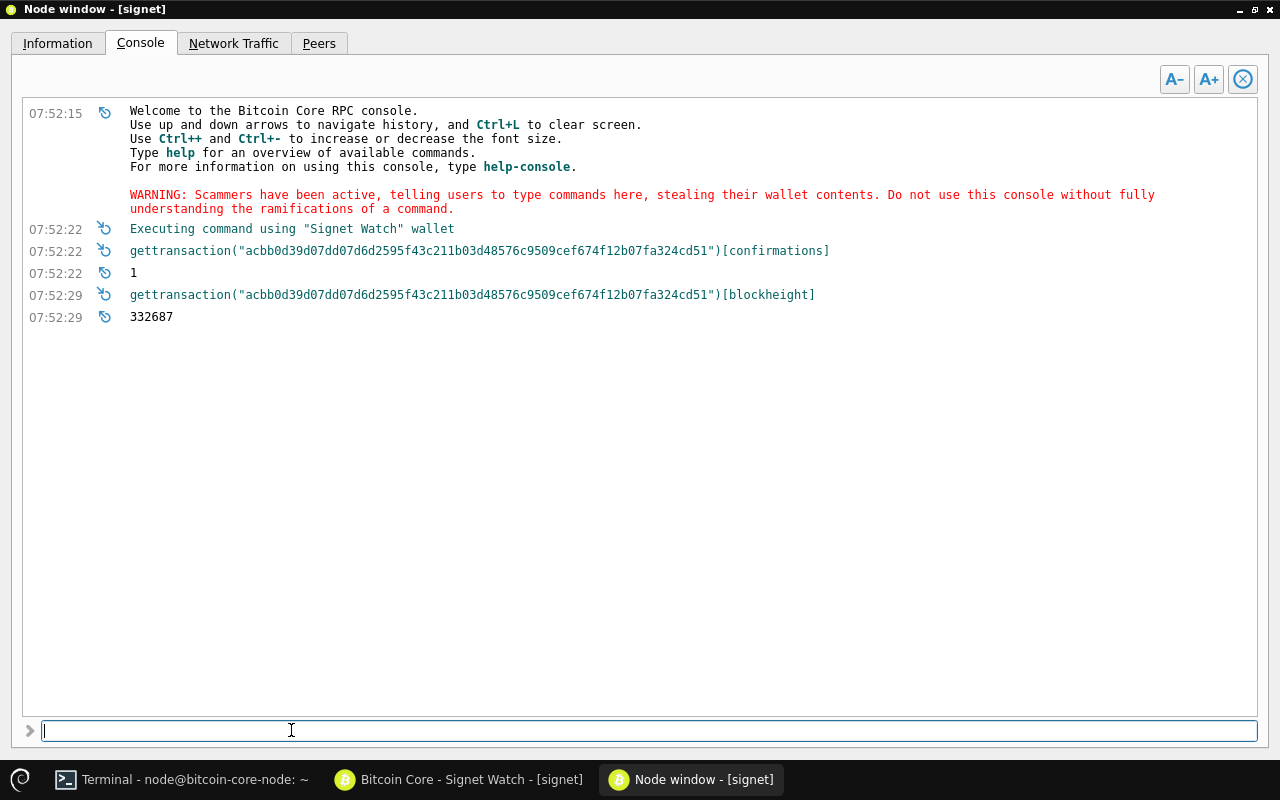 Node window - [signet]
Information
Console
Network Traffic
Peers
A-
A+
07:52:15
Welcome to the Bitcoin Core RPC console.
Use up and down arrows to navigate history, and Ctrl+L to clear screen.
Use Ctrl++ and Ctrl+- to increase or decrease the font size.
Type help for an overview of available commands.
For more information on using this console, type help-console.
WARNING: Scammers have been active, telling users to type commands here, stealing their wallet contents. Do not use this console without fully
understanding the ramifications of a command.
07:52:22 Executing command using "Signet Watch" wallet
07:52:22 gettransaction("acbb0d39d07dd07d6d2595f43c211b03d48576c9509cef674f12b07fa324cd51")[confirmations]
07:52:22 1
07:52:29 gettransaction("acbb0d39d07dd07d6d2595f43c211b03d48576c9509cef674f12b07fa324cd51")[blockheight]
07:52:29 332687
Terminal - node@bitcoin-core-node: ~
Bitcoin Core - Signet Watch - [signet]
Node window - [signet]